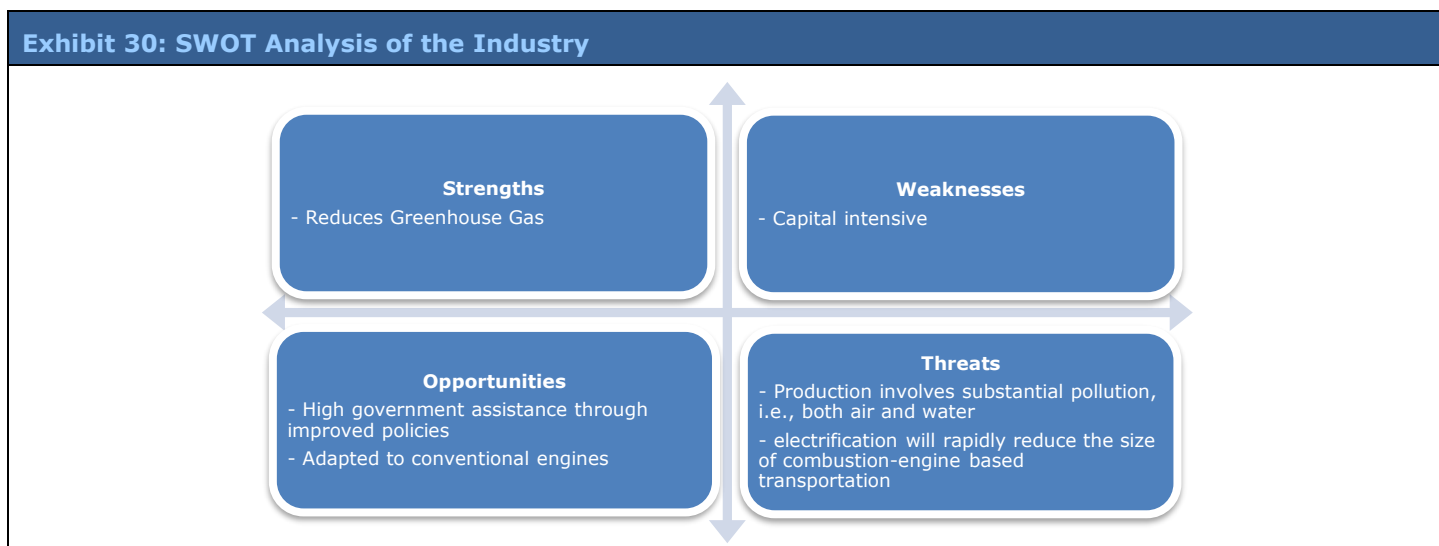 Exhibit 30: SWOT Analysis of the Industry
Strengths
- Reduces Greenhouse Gas
Weaknesses
- Capital intensive
Opportunities
- High government assistance through
improved policies
- Adapted to conventional engines
Threats
- Production involves substantial pollution,
i.e., both air and water
- electrification will rapidly reduce the size
of combustion-engine based
transportation